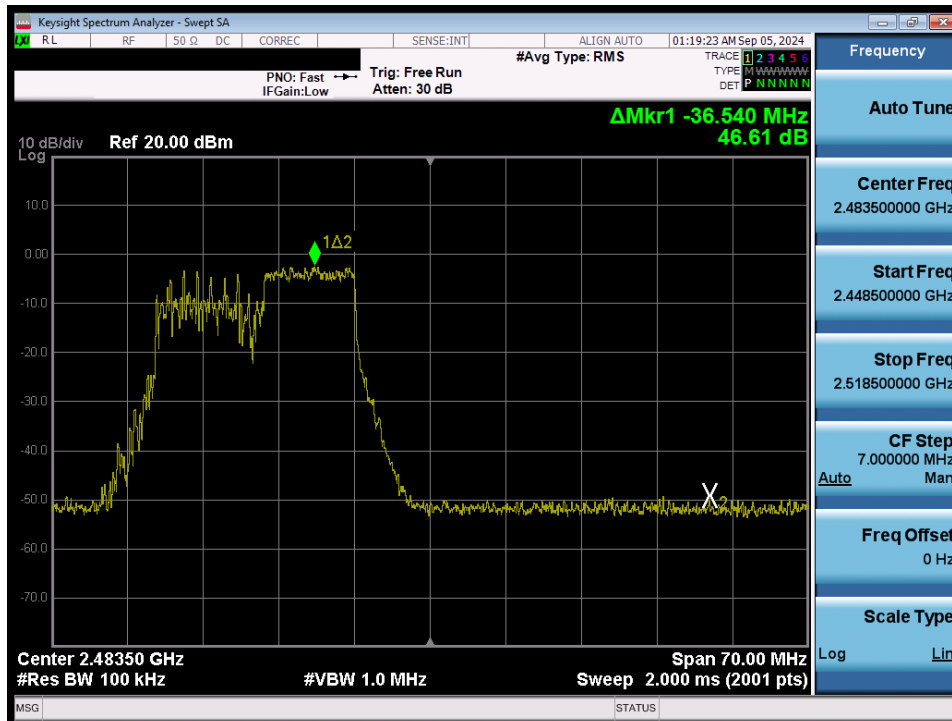 Keysight Spectrum Analyzer - Swept SA
LXI RL RF 50 Ω DC CORREC SENSE:INT ALIGN AUTO 01:19:23 AM Sep 05, 2024
PNO: Fast
IFGain:Low
Trig: Free Run
Atten: 30 dB
#Avg Type: RMS
TRACE 1 2 3 4 5 6
TYPE M WWWWW
DET P N N N N N
ΔMkr1 -36.540 MHz
46.61 dB
10 dB/div Ref 20.00 dBm
Log
10.0
0.00
-10.0
-20.0
-30.0
-40.0
-50.0
-60.0
-70.0
1Δ2
X2
Center 2.48350 GHz Span 70.00 MHz
#Res BW 100 kHz #VBW 1.0 MHz Sweep 2.000 ms (2001 pts)
MSG STATUS
Frequency
Auto Tune
Center Freq
2.483500000 GHz
Start Freq
2.448500000 GHz
Stop Freq
2.518500000 GHz
CF Step
7.000000 MHz
Auto Man
Freq Offset
0 Hz
Scale Type
Log Lin